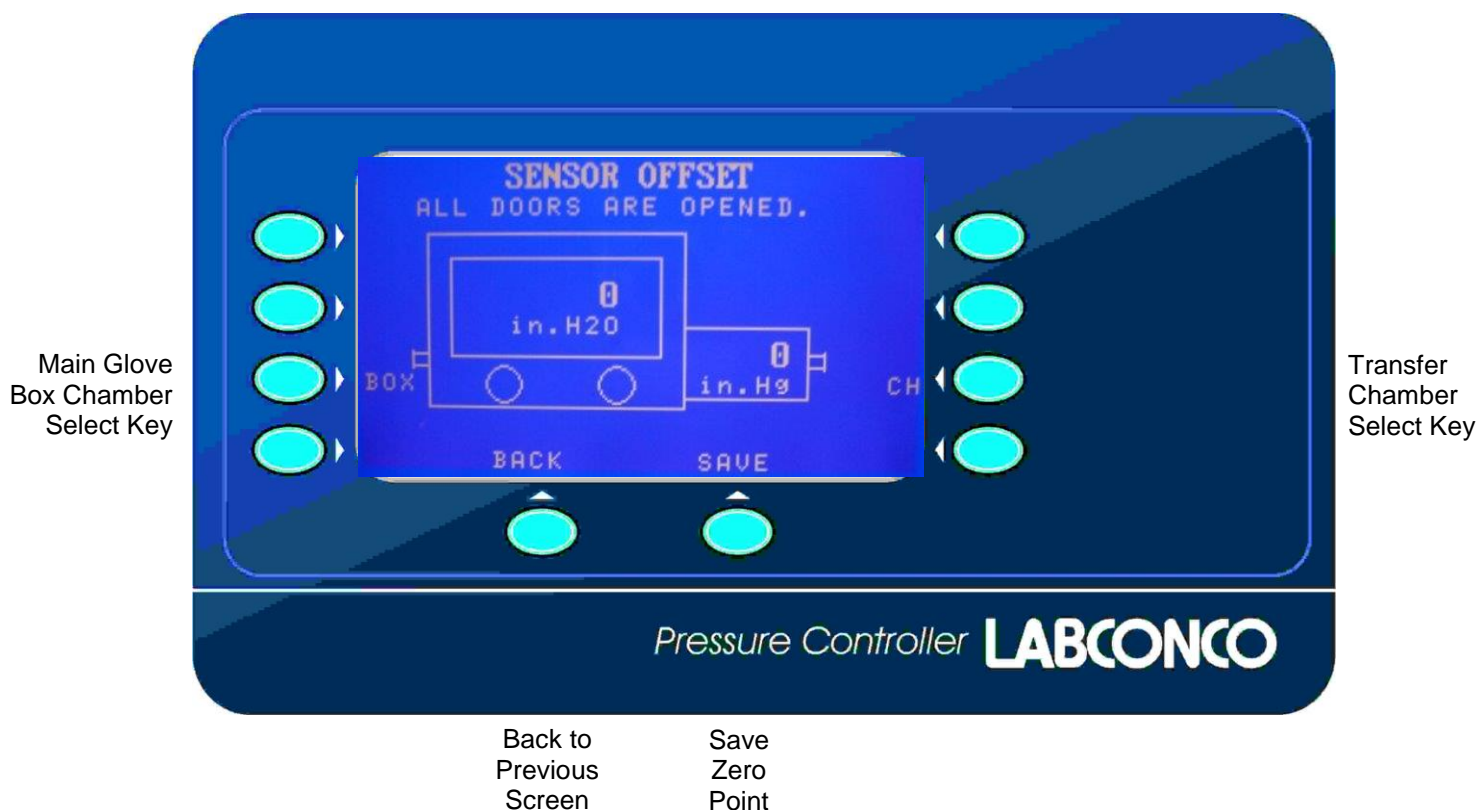 SENSOR OFFSET
ALL DOORS ARE OPENED.
0
in.H2O
0
in.Hg
BOX
CH
BACK
SAVE
Main Glove
Box Chamber
Select Key
Transfer
Chamber
Select Key
Pressure Controller LABCONCO
Back to
Previous
Screen
Save
Zero
Point